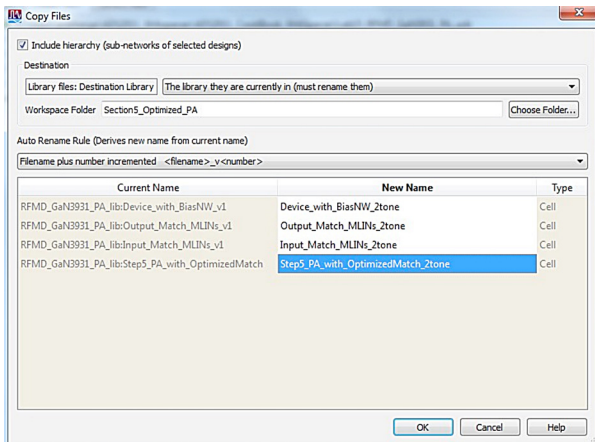 Copy Files
Include hierarchy (sub-networks of selected designs)
Destination
Library files: Destination Library The library they are currently in (must rename them)
Workspace Folder Section5_Optimized_PA Choose Folder...
Auto Rename Rule (Derives new name from current name)
Filename plus number incremented <filename>_v<number>
Current Name New Name Type
RFMD_GaN3931_PA_lib:Device_with_BiasNW_v1 Device_with_BiasNW_2tone Cell
RFMD_GaN3931_PA_lib:Output_Match_MLINs_v1 Output_Match_MLINs_2tone Cell
RFMD_GaN3931_PA_lib:Input_Match_MLINs_v1 Input_Match_MLINs_2tone Cell
RFMD_GaN3931_PA_lib:Step5_PA_with_OptimizedMatch Step5_PA_with_OptimizedMatch_2tone Cell
OK Cancel Help